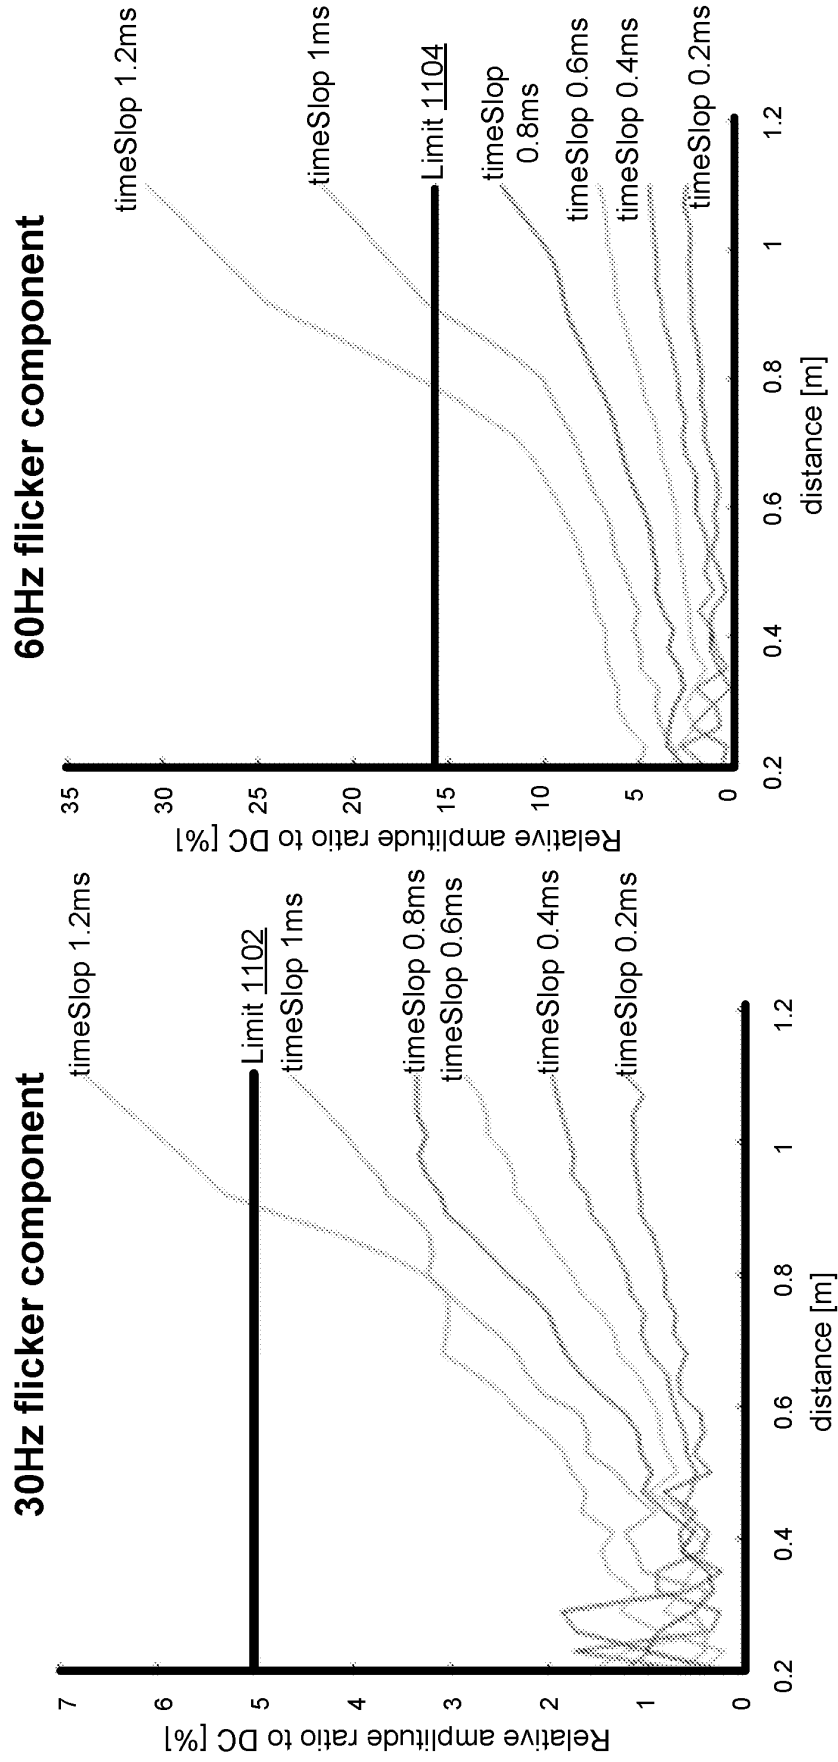 30Hz flicker component
Relative amplitude ratio to DC [%]
7
6
5
4
3
2
1
0
0.2
0.4
0.6
0.8
1
1.2
distance [m]
timeSlop 1.2ms
Limit 1102
timeSlop 1ms
timeSlop 0.8ms
timeSlop 0.6ms
timeSlop 0.4ms
timeSlop 0.2ms
60Hz flicker component
Relative amplitude ratio to DC [%]
35
30
25
20
15
10
5
0
0.2
0.4
0.6
0.8
1
1.2
distance [m]
timeSlop 1.2ms
timeSlop 1ms
Limit 1104
timeSlop
0.8ms
timeSlop 0.6ms
timeSlop 0.4ms
timeSlop 0.2ms